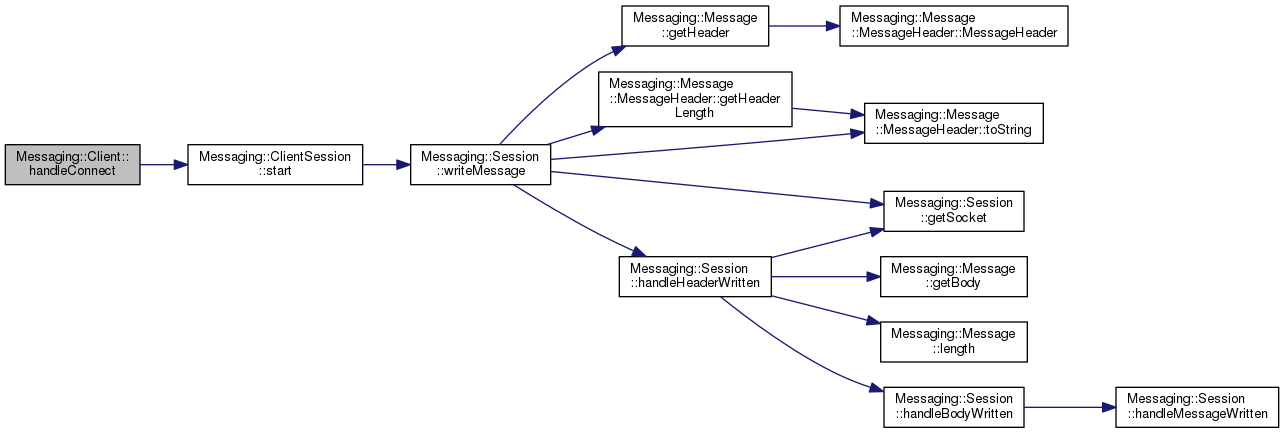 Messaging::Client::
handleConnect
Messaging::ClientSession
::start
Messaging::Session
::writeMessage
Messaging::Message
::getHeader
Messaging::Message
::MessageHeader::MessageHeader
Messaging::Message
::MessageHeader::getHeader
Length
Messaging::Message
::MessageHeader::toString
Messaging::Session
::getSocket
Messaging::Session
::handleHeaderWritten
Messaging::Message
::getBody
Messaging::Message
::length
Messaging::Session
::handleBodyWritten
Messaging::Session
::handleMessageWritten